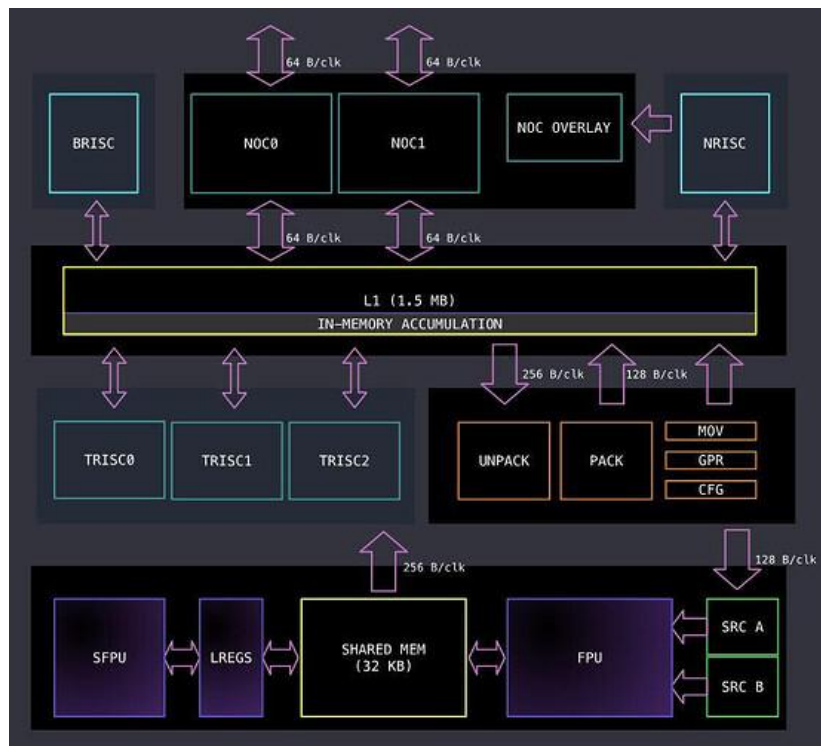 64 B/clk
64 B/clk
BRISC
NOC0
NOC1
NOC OVERLAY
NRISC
64 B/clk
64 B/clk
L1 (1.5 MB)
IN-MEMORY ACCUMULATION
256 B/clk
128 B/clk
TRISC0
TRISC1
TRISC2
UNPACK
PACK
MOV
GPR
CFG
256 B/clk
128 B/clk
SFPU
LREGS
SHARED MEM
(32 KB)
FPU
SRC A
SRC B